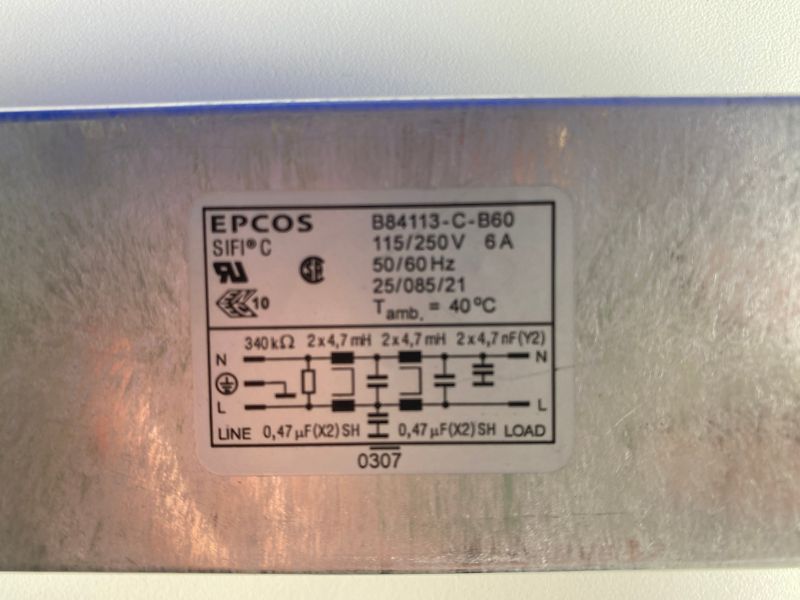 EPCOS B84113-C-B60
SIFI® C 115/250 V 6 A
50/60 Hz
25/085/21
10 Tamb. = 40 °C
340 kΩ 2 x 4,7 mH 2 x 4,7 mH 2 x 4,7 nF (Y2)
N N
L L
LINE 0,47 µF(X2) SH 0,47 µF(X2) SH LOAD
0307